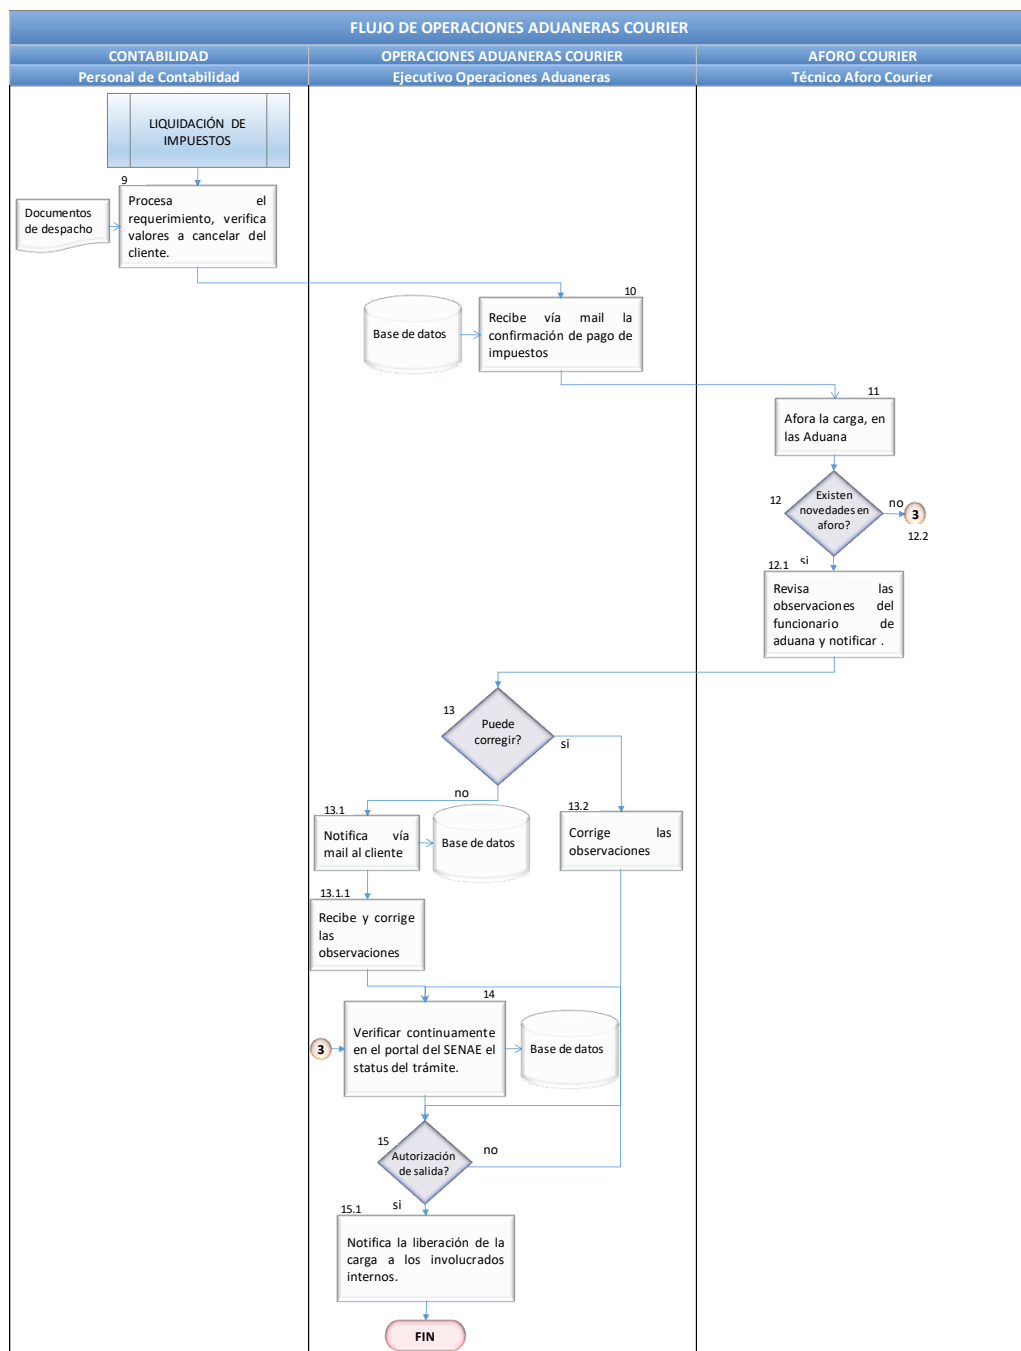 FLUJO DE OPERACIONES ADUANERAS COURIER
CONTABILIDAD
OPERACIONES ADUANERAS COURIER
AFORO COURIER
Personal de Contabilidad
Ejecutivo Operaciones Aduaneras
Técnico Aforo Courier
LIQUIDACIÓN DE
IMPUESTOS
9
Procesa el
requerimiento, verifica
valores a cancelar del
cliente.
Documentos
de despacho
10
Base de datos
Recibe vía mail la
confirmación de pago de
impuestos
11
Afora la carga, en
las Aduana
12
Existen
novedades en
aforo?
no
3
12.2
si
12.1
Revisa las
observaciones del
funcionario de
aduana y notificar .
13
Puede
corregir?
si
no
13.1
Notifica vía
mail al cliente
Base de datos
13.2
Corrige las
observaciones
13.1.1
Recibe y corrige
las
observaciones
14
3
Verificar continuamente
en el portal del SENAE el
status del trámite.
Base de datos
15
Autorización
de salida?
no
si
15.1
Notifica la liberación de la
carga a los involucrados
internos.
FIN